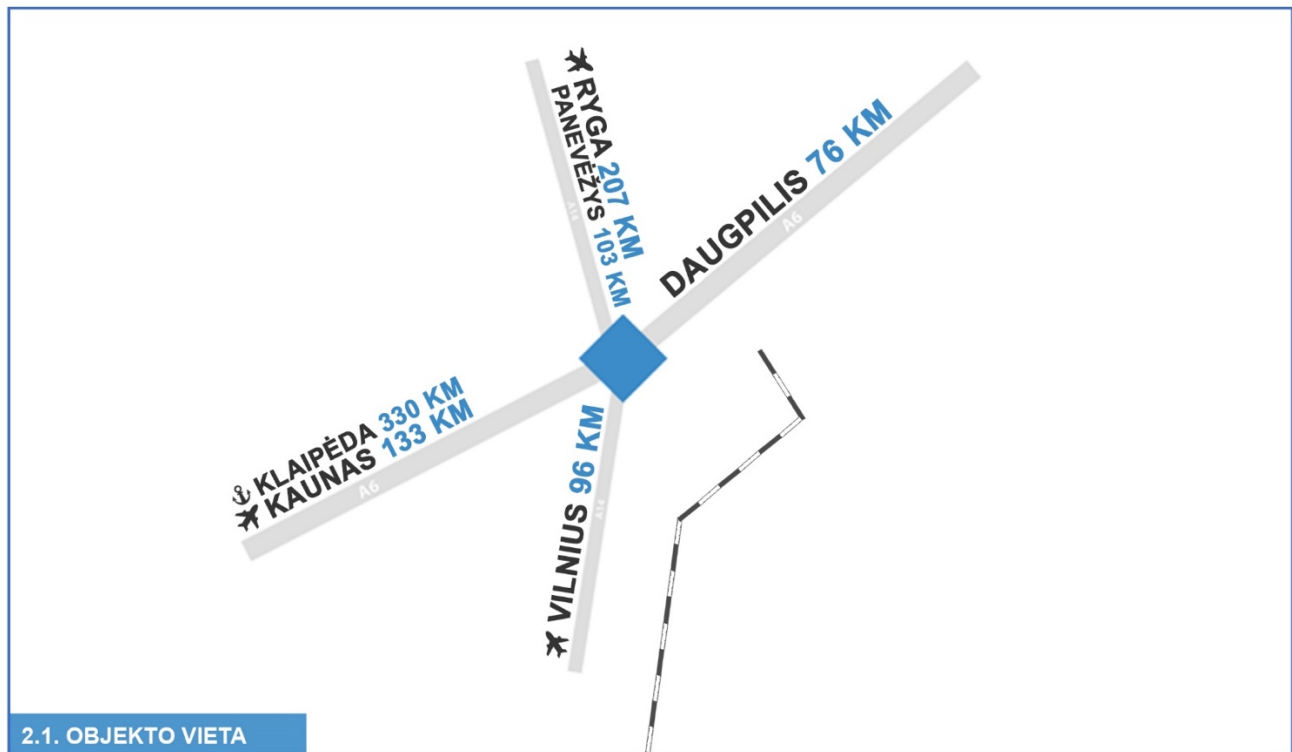 RYGA 207 KM
PANEVĖŽYS 103 KM
A14
DAUGPILIS 76 KM
A6
KLAIPĖDA 330 KM
KAUNAS 133 KM
A6
VILNIUS 96 KM
A14
2.1. OBJEKTO VIETA